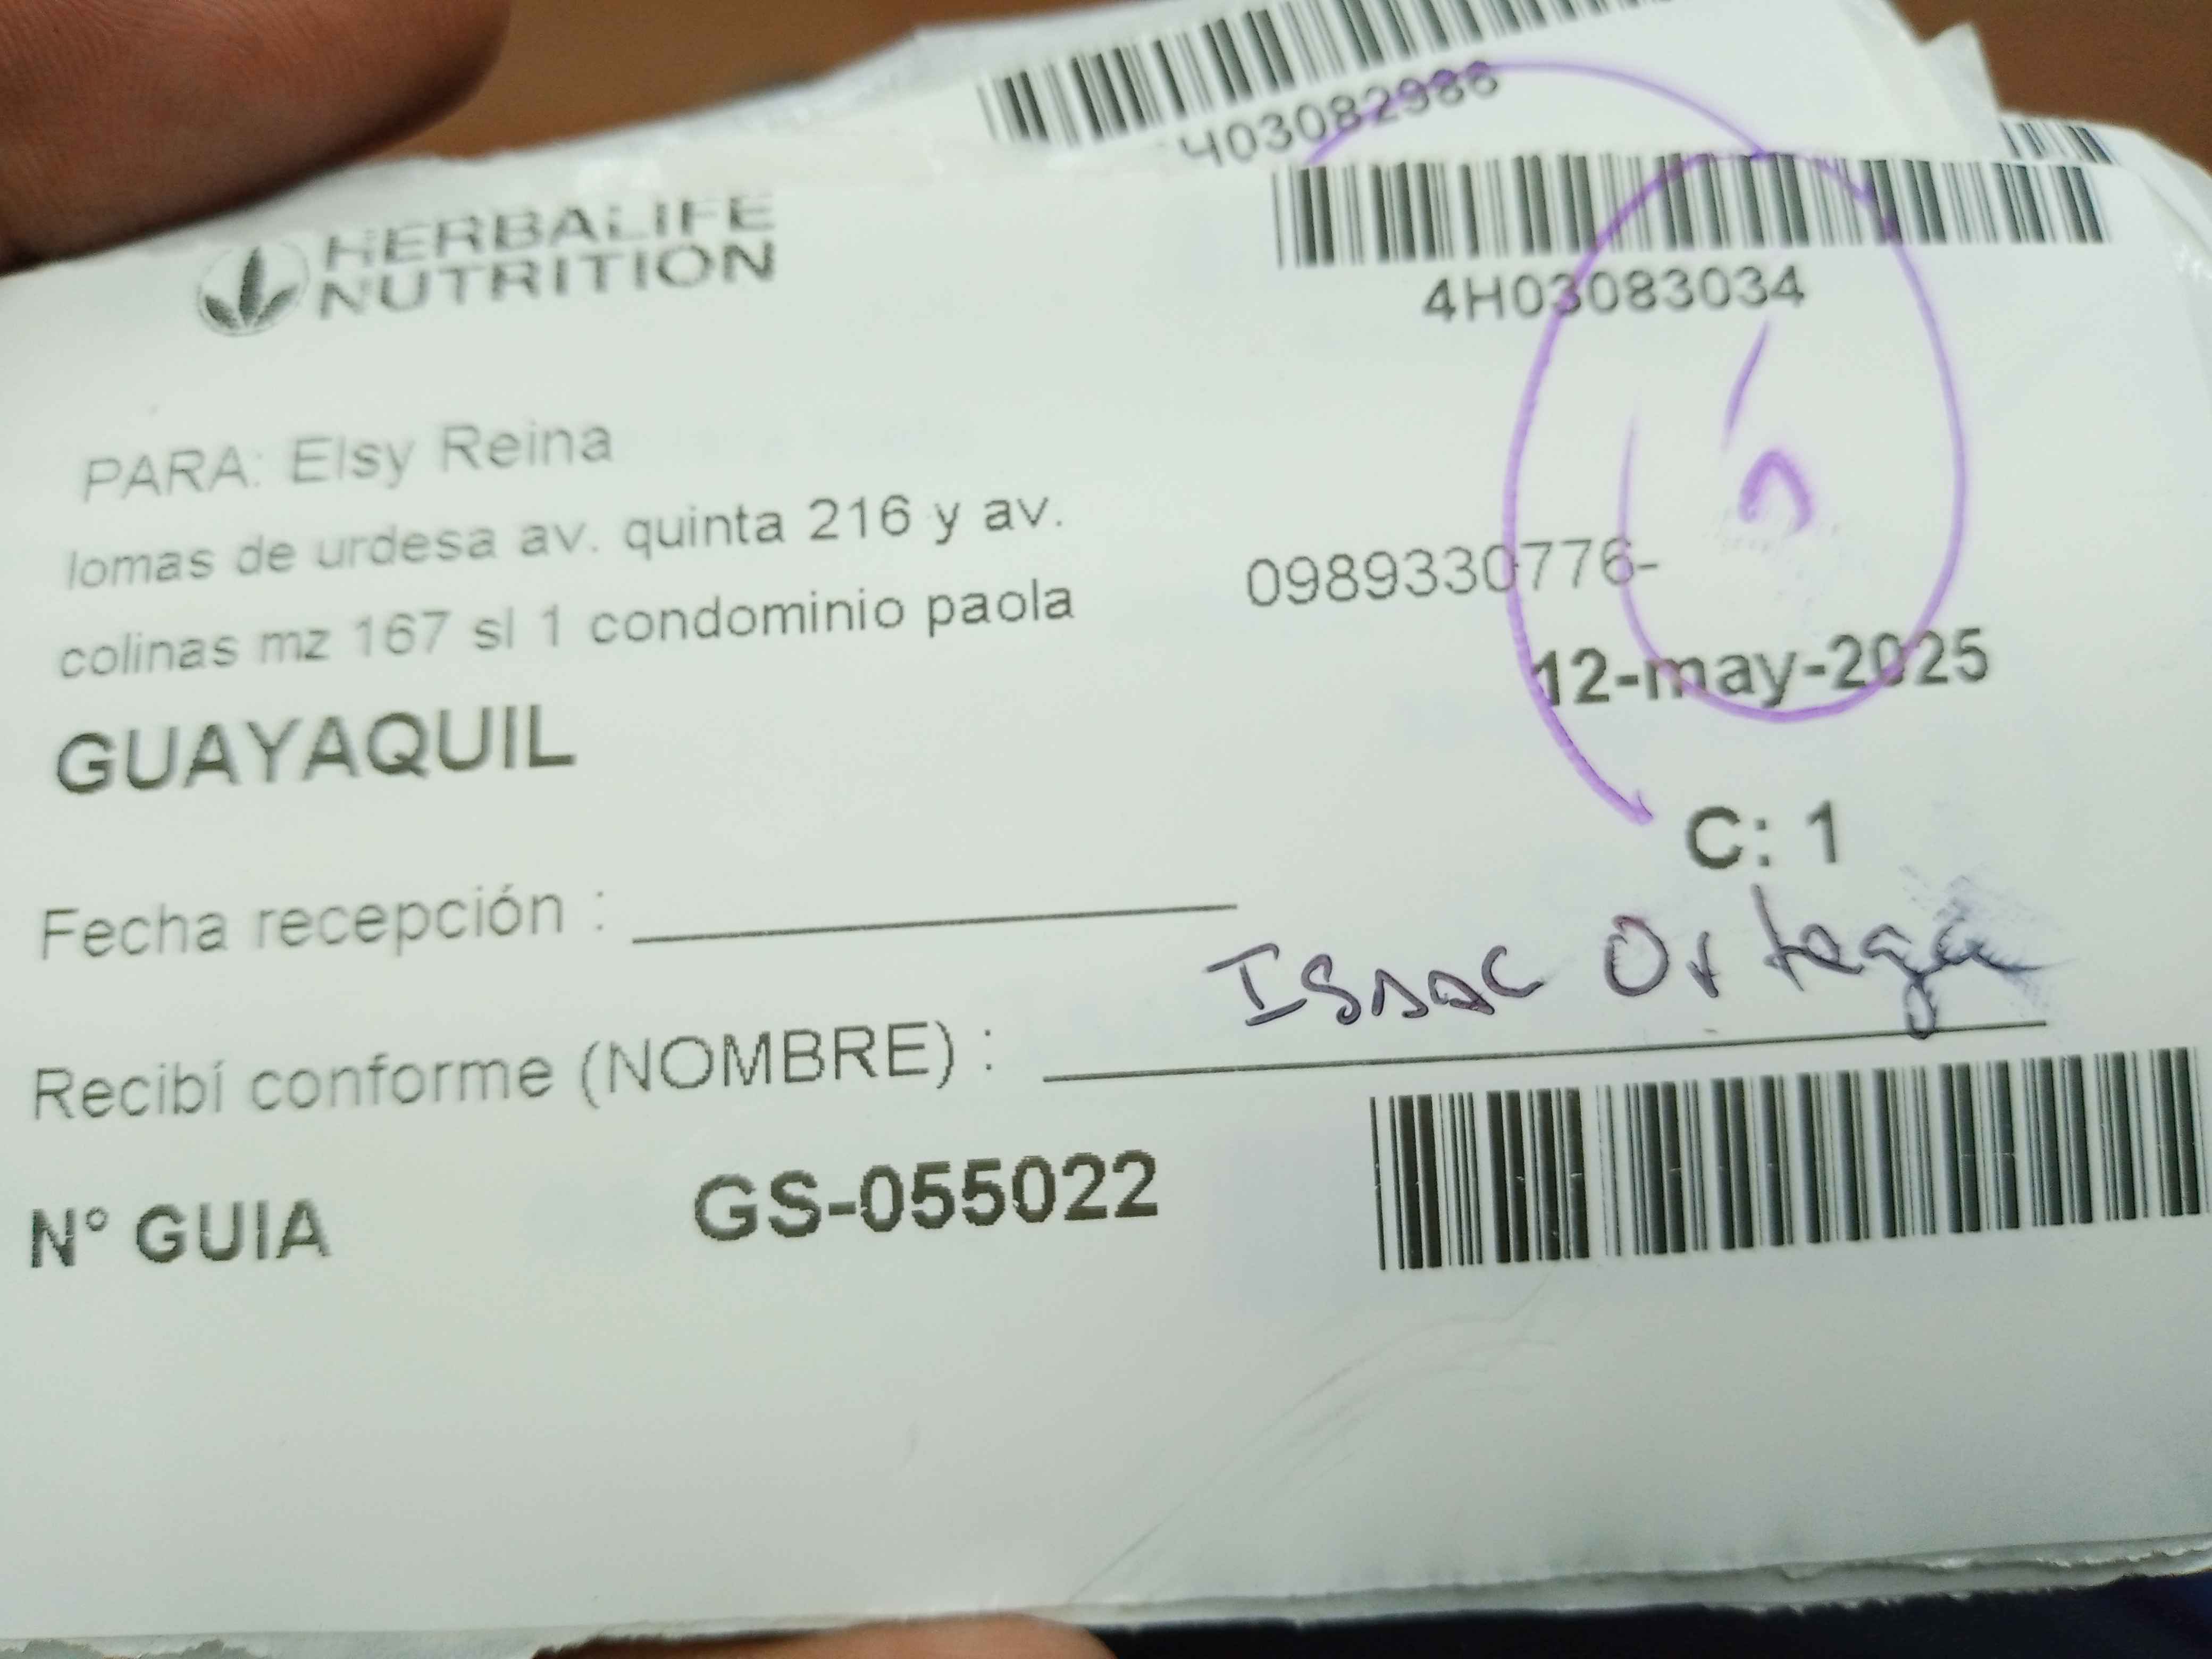 403082986
HERBALIFE
NUTRITION
4H03083034
PARA: Elsy Reina
lomas de urdesa av. quinta 216 y av.
colinas mz 167 sl 1 condominio paola
0989330776-
12-may-2025
GUAYAQUIL
C: 1
Fecha recepción :
Isaac Ortega
Recibí conforme (NOMBRE) :
N° GUIA GS-055022